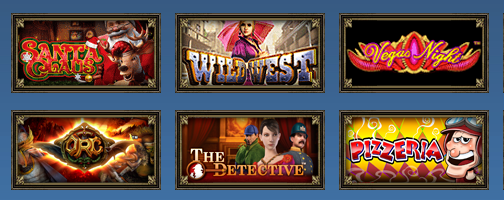 SANTA
CLAUS
WILD WEST
Vegas Night
ORC
THE
DETECTIVE
PIZZERIA